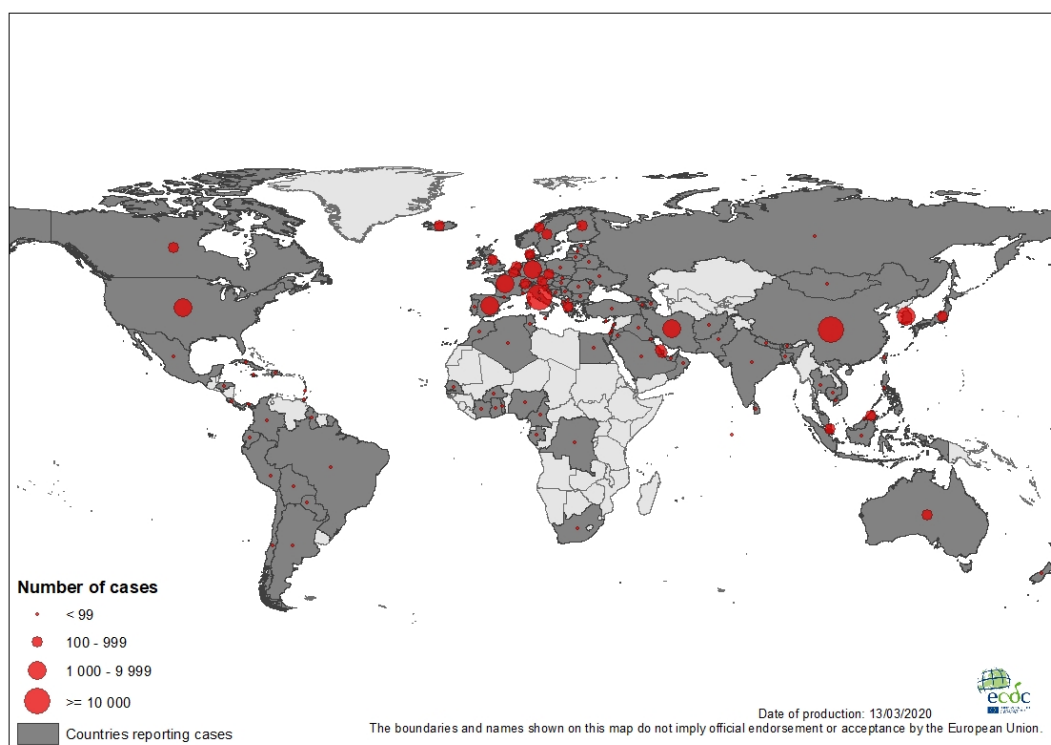 Number of cases
< 99
100 - 999
1 000 - 9 999
>= 10 000
Countries reporting cases
ecdc
Date of production: 13/03/2020
The boundaries and names shown on this map do not imply official endorsement or acceptance by the European Union.